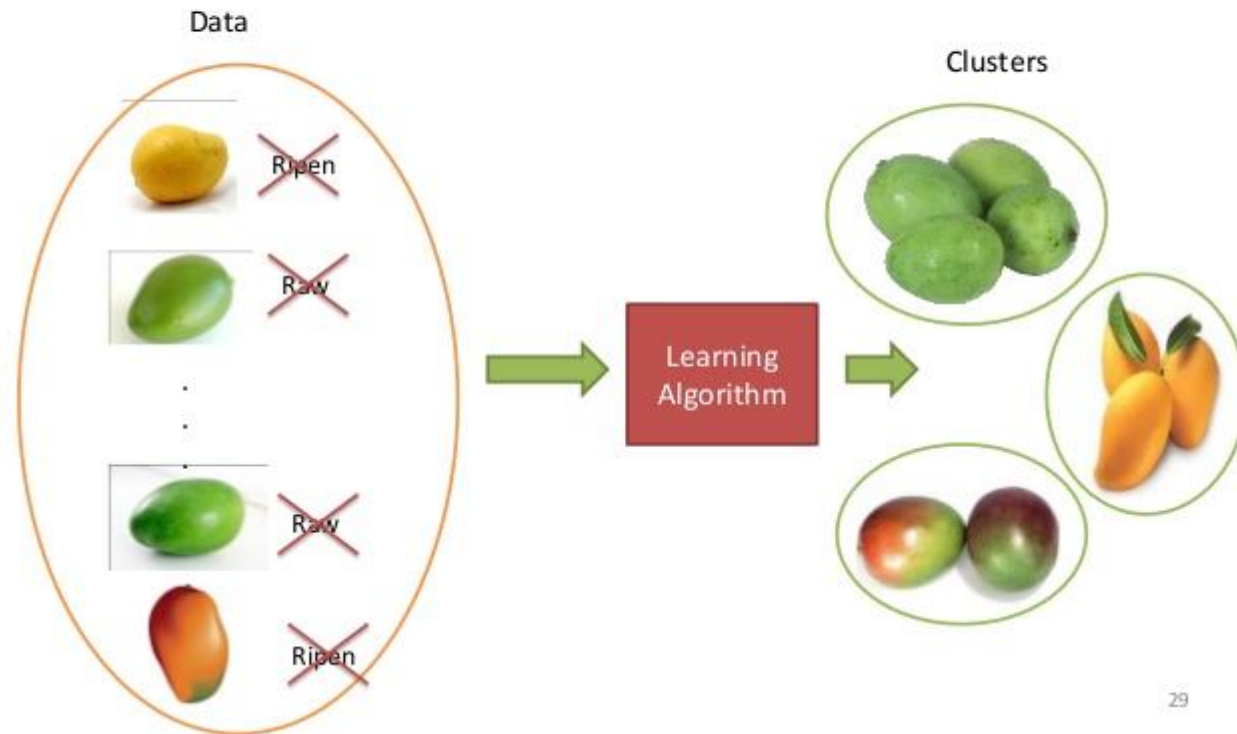 Data
Ripen
Raw
.
.
.
Raw
Ripen
Learning
Algorithm
Clusters
29